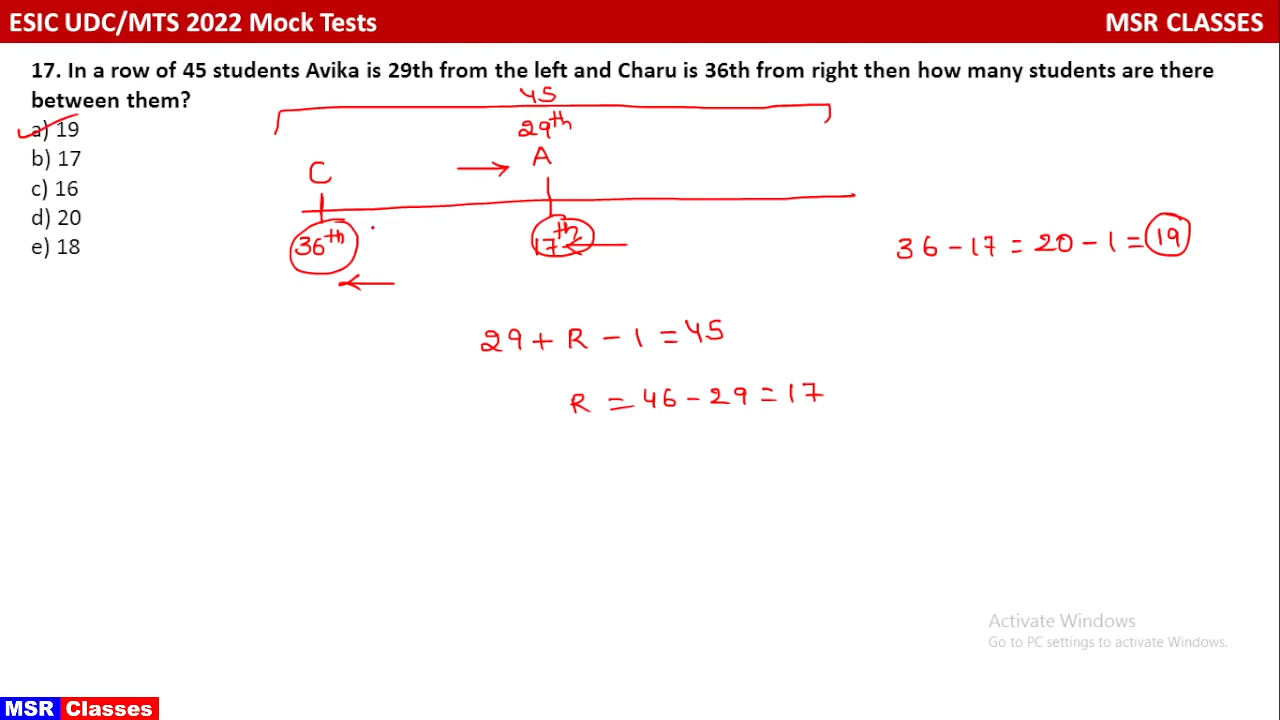 ESIC UDC/MTS 2022 Mock Tests
MSR CLASSES
17. In a row of 45 students Avika is 29th from the left and Charu is 36th from right then how many students are there
between them?
45
a) 19
29th
b) 17
A
C
c) 16
d) 20
e) 18
36th
17th
36 - 17 = 20 - 1 = 19
29 + R - 1 = 45
R = 46 - 29 = 17
Activate Windows
Go to PC settings to activate Windows.
MSR Classes